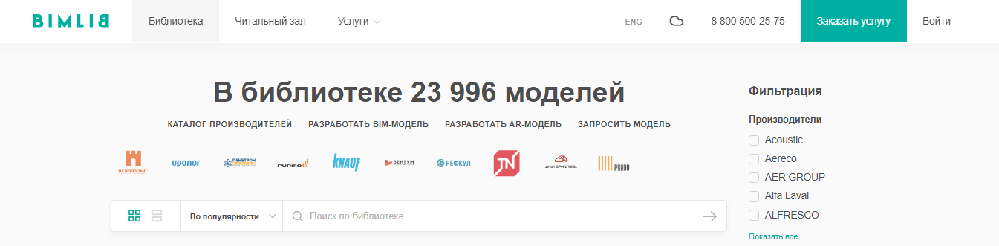 BIMLIB Библиотека Читальный зал Услуги ENG 8 800 500-25-75 Заказать услугу Войти
В библиотеке 23 996 моделей
КАТАЛОГ ПРОИЗВОДИТЕЛЕЙ РАЗРАБОТАТЬ BIM-МОДЕЛЬ РАЗРАБОТАТЬ AR-МОДЕЛЬ ЗАПРОСИТЬ МОДЕЛЬ
ПЕНОПЛЭКС uponor ПЕНЕТРОН PURMO KNAUF ВЕНТУМ РЕФКУЛ TN АЛЬТЕРНАТИВА PRADO
По популярности Поиск по библиотеке
Фильтрация
Производители
Acoustic
Aereco
AER GROUP
Alfa Laval
ALFRESCO
Показать все